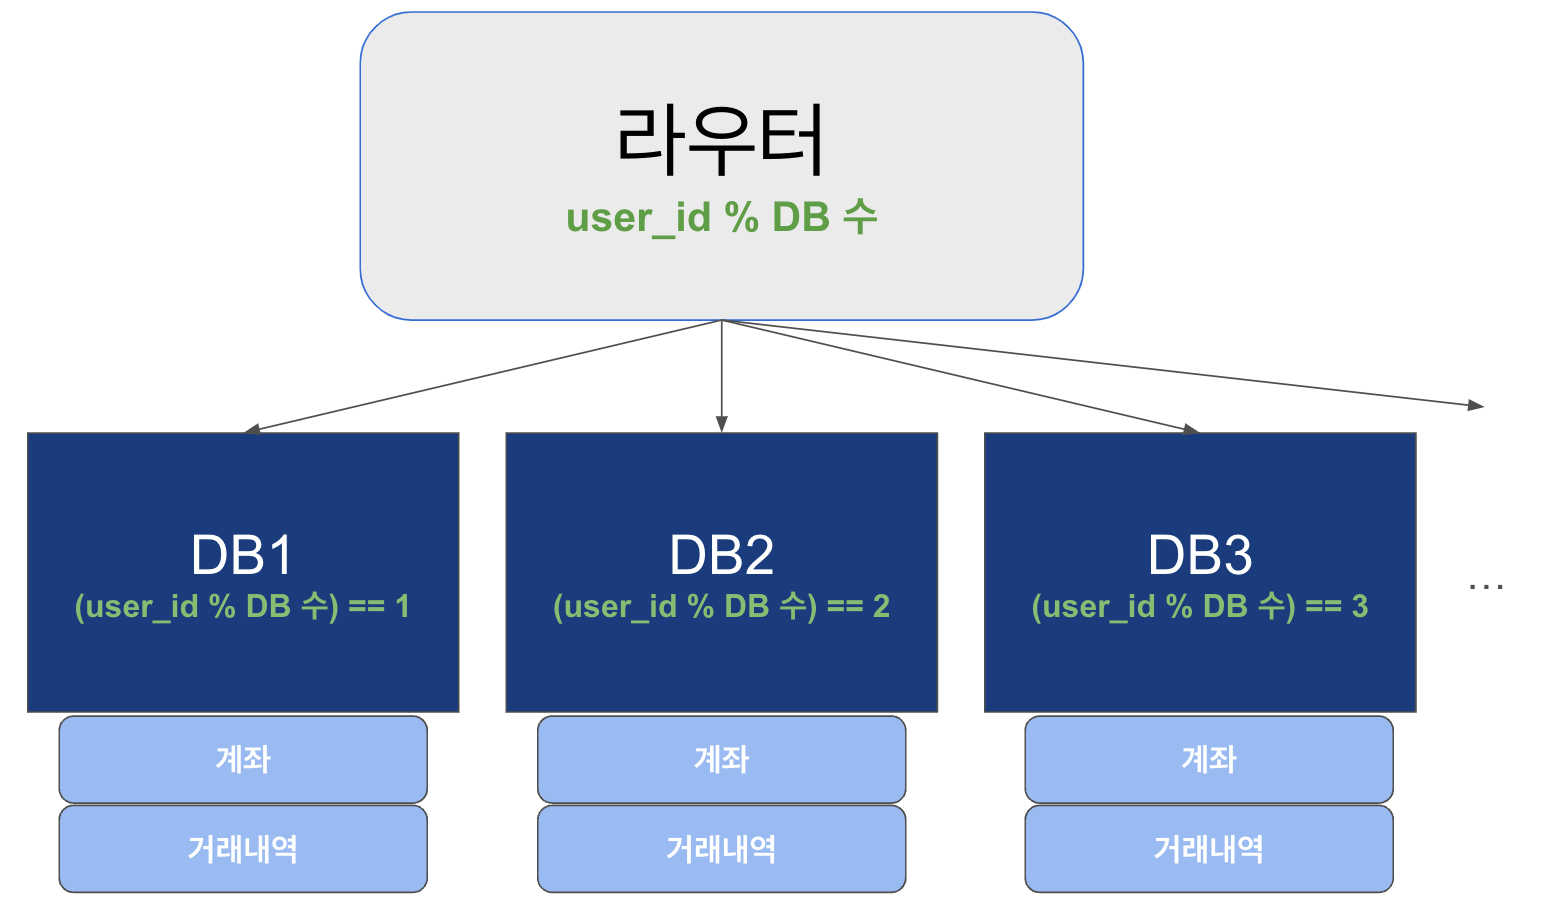 라우터
user_id % DB 수
DB1
(user_id % DB 수) == 1
계좌
거래내역
DB2
(user_id % DB 수) == 2
계좌
거래내역
DB3
(user_id % DB 수) == 3
계좌
거래내역
...